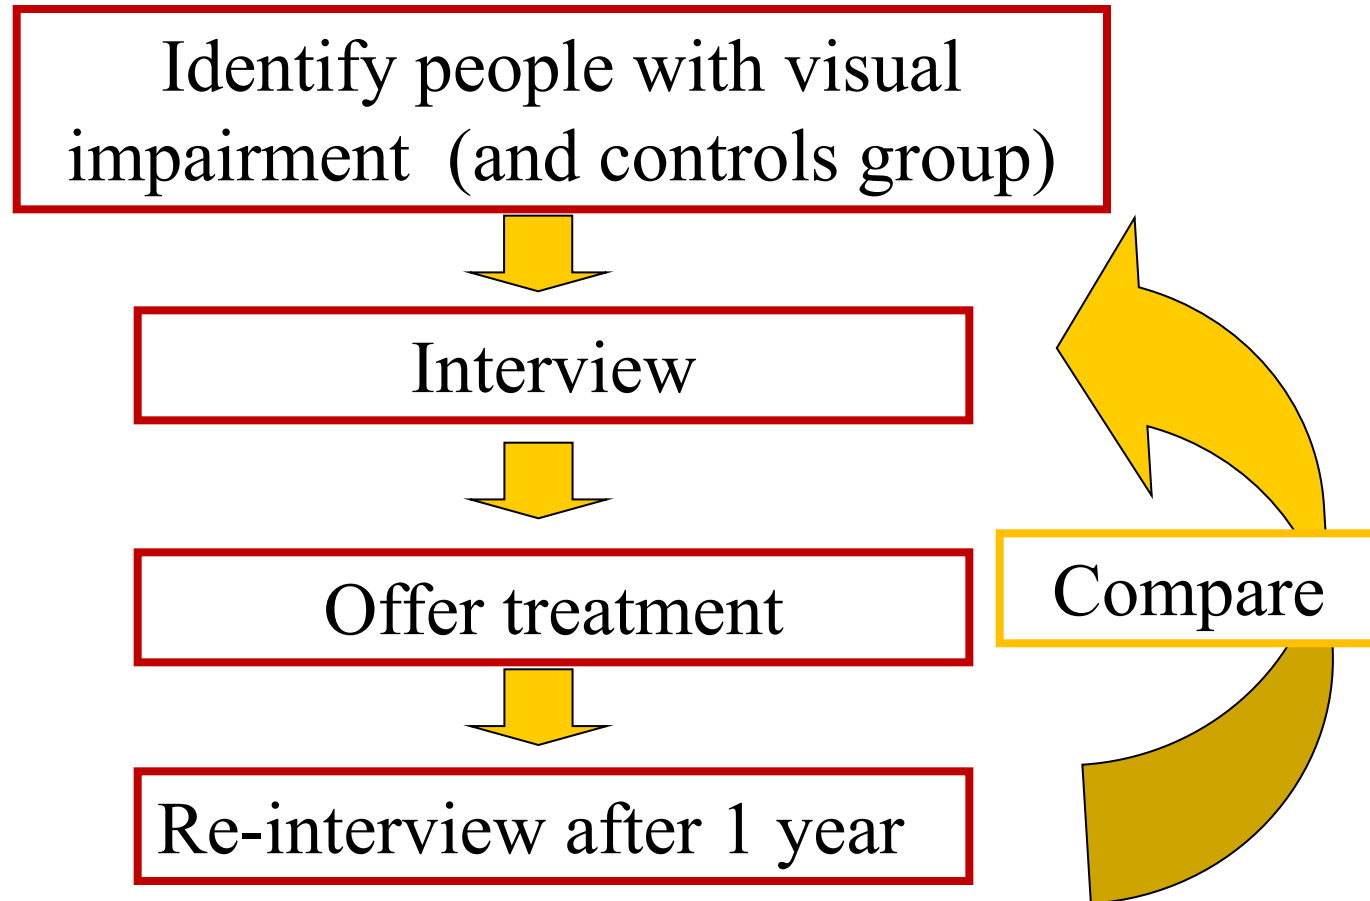 Identify people with visual
impairment (and controls group)
Interview
Offer treatment
Compare
Re-interview after 1 year